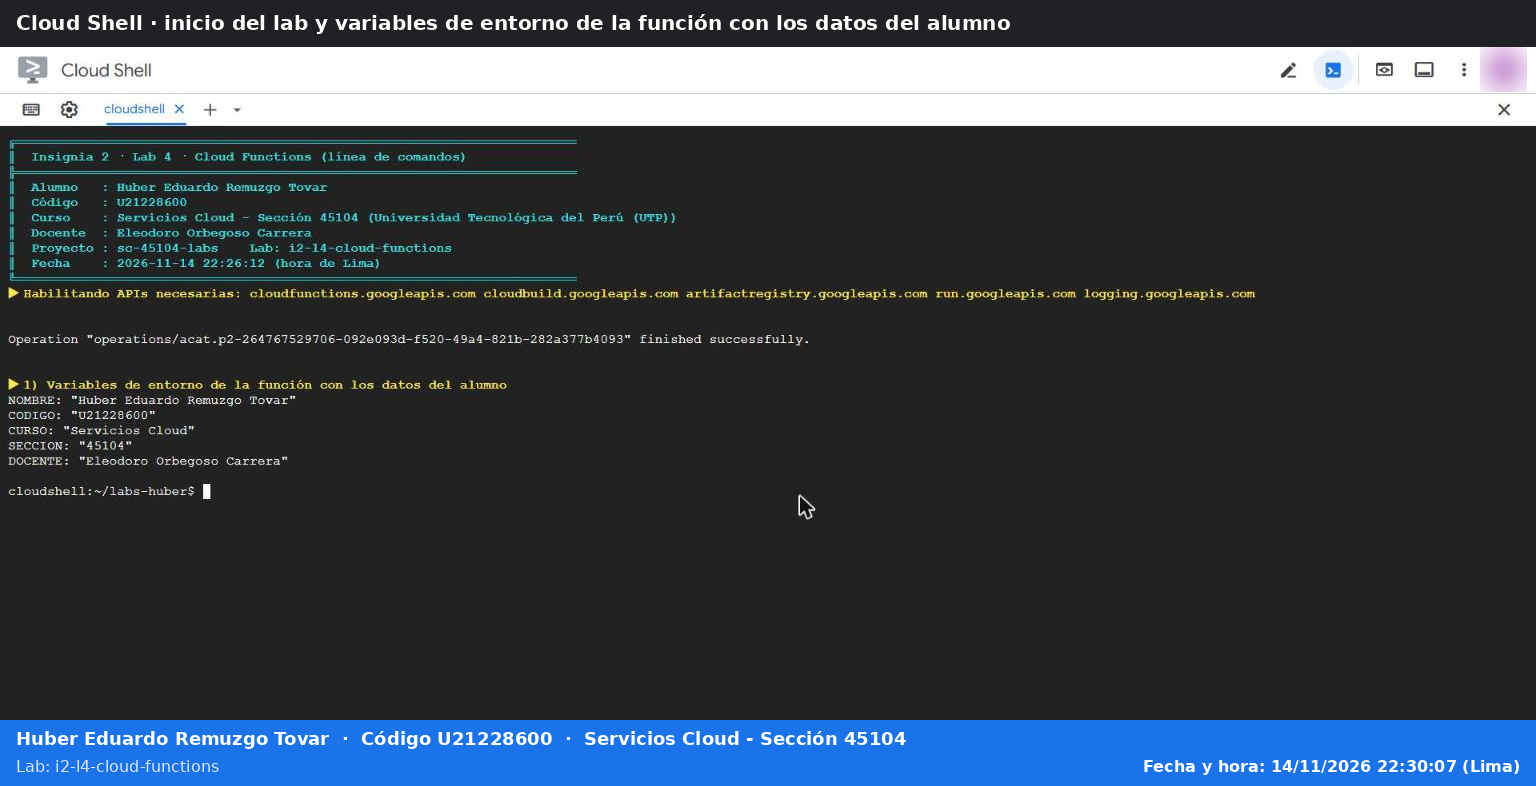 Cloud Shell · inicio del lab y variables de entorno de la función con los datos del alumno
Cloud Shell
cloudshell
Insignia 2 · Lab 4 · Cloud Functions (línea de comandos)
Alumno : Huber Eduardo Remuzgo Tovar
Código : U21228600
Curso : Servicios Cloud - Sección 45104 (Universidad Tecnológica del Perú (UTP))
Docente : Eleodoro Orbegoso Carrera
Proyecto : sc-45104-labs Lab: i2-l4-cloud-functions
Fecha : 2026-11-14 22:26:12 (hora de Lima)
▶ Habilitando APIs necesarias: cloudfunctions.googleapis.com cloudbuild.googleapis.com artifactregistry.googleapis.com run.googleapis.com logging.googleapis.com
Operation "operations/acat.p2-264767529706-092e093d-f520-49a4-821b-282a377b4093" finished successfully.
▶ 1) Variables de entorno de la función con los datos del alumno
NOMBRE: "Huber Eduardo Remuzgo Tovar"
CODIGO: "U21228600"
CURSO: "Servicios Cloud"
SECCION: "45104"
DOCENTE: "Eleodoro Orbegoso Carrera"
cloudshell:~/labs-huber$
Huber Eduardo Remuzgo Tovar · Código U21228600 · Servicios Cloud - Sección 45104
Lab: i2-l4-cloud-functions
Fecha y hora: 14/11/2026 22:30:07 (Lima)